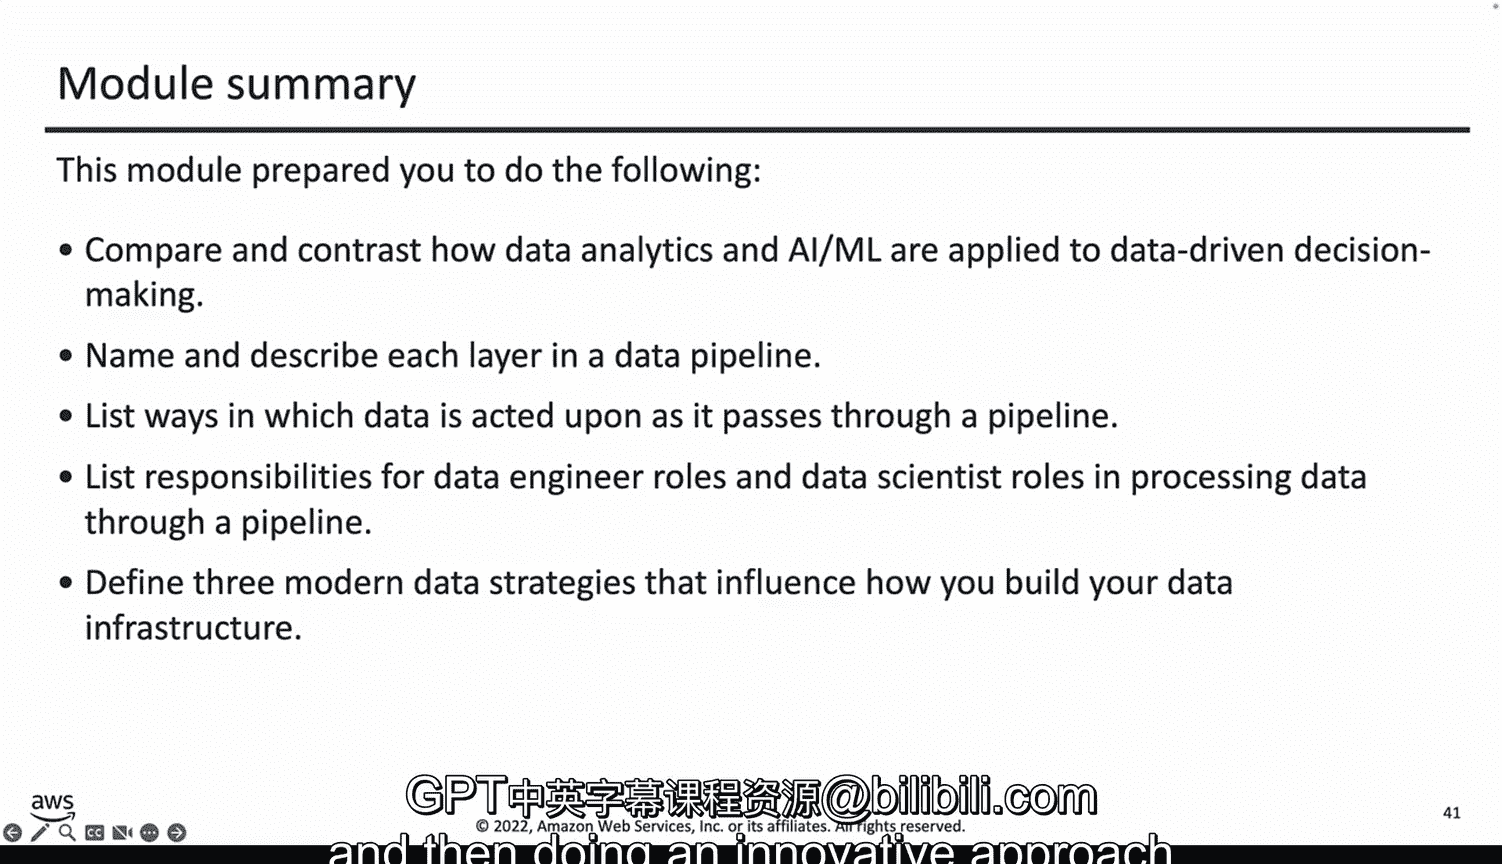 Module summary
This module prepared you to do the following:
• Compare and contrast how data analytics and AI/ML are applied to data-driven decision-
making.
• Name and describe each layer in a data pipeline.
• List ways in which data is acted upon as it passes through a pipeline.
• List responsibilities for data engineer roles and data scientist roles in processing data
through a pipeline.
• Define three modern data strategies that influence how you build your data
infrastructure.
GPT中英字幕课程资源@bilibili.com
aws
41
CC
© 2022, Amazon Web Services, Inc. or its affiliates. All rights reserved.
and then doing an innovative approach